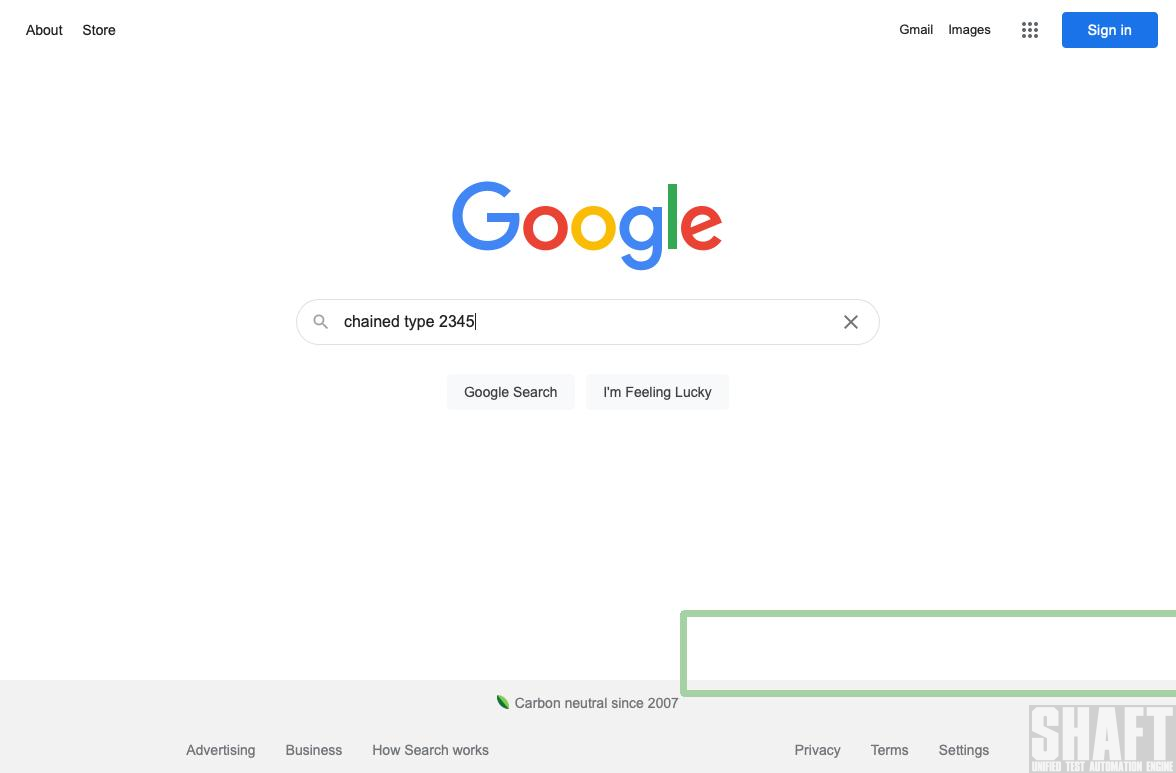 About Store
Gmail Images Sign in
Google
chained type 2345
Google Search I'm Feeling Lucky
Carbon neutral since 2007
Advertising Business How Search works
Privacy Terms Settings
SHAFT
UNIFIED TEST AUTOMATION ENGINE